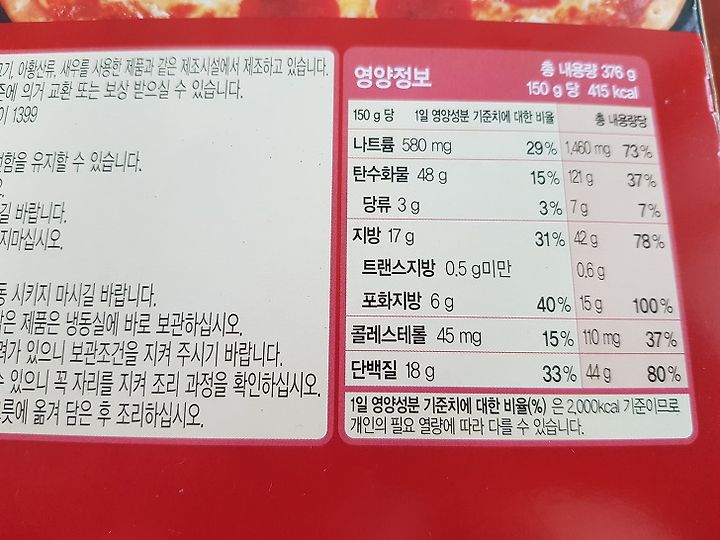 고기, 아황산류, 새우를 사용한 제품과 같은 제조시설에서 제조하고 있습니다.
준에 의거 교환 또는 보상 받으실 수 있습니다.
이 1399
전함을 유지할 수 있습니다.
오.
길 바랍니다.
지마십시오.
동 시키지 마시길 바랍니다.
남은 제품은 냉동실에 바로 보관하십시오.
려가 있으니 보관조건을 지켜 주시기 바랍니다.
수 있으니 꼭 자리를 지켜 조리 과정을 확인하십시오.
그릇에 옮겨 담은 후 조리하십시오.
영양정보
총 내용량 376 g
150 g 당 415 kcal
150 g 당 1일 영양성분 기준치에 대한 비율 총 내용량당
나트륨 580 mg 29% 1,460 mg 73%
탄수화물 48 g 15% 121 g 37%
당류 3 g 3% 7 g 7%
지방 17 g 31% 42 g 78%
트랜스지방 0.5 g미만 0.6 g
포화지방 6 g 40% 15 g 100%
콜레스테롤 45 mg 15% 110 mg 37%
단백질 18 g 33% 44 g 80%
1일 영양성분 기준치에 대한 비율(%) 은 2,000kcal 기준이므로
개인의 필요 열량에 따라 다를 수 있습니다.